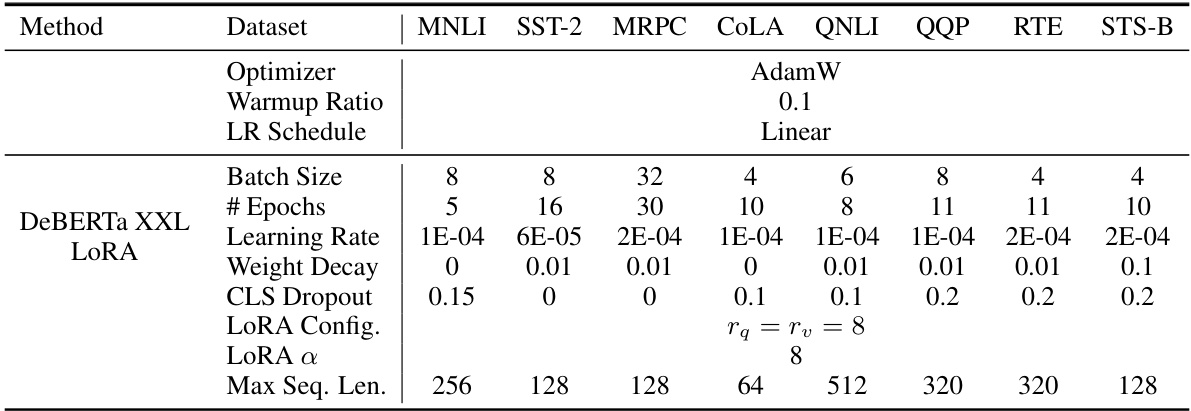 Method Dataset MNLI SST-2 MRPC CoLA QNLI QQP RTE STS-B
Optimizer AdamW
Warmup Ratio 0.1
LR Schedule Linear
DeBERTa XXL
LoRA
Batch Size 8 8 32 4 6 8 4 4
# Epochs 5 16 30 10 8 11 11 10
Learning Rate 1E-04 6E-05 2E-04 1E-04 1E-04 1E-04 2E-04 2E-04
Weight Decay 0 0.01 0.01 0 0.01 0.01 0.01 0.1
CLS Dropout 0.15 0 0 0.1 0.1 0.2 0.2 0.2
LoRA Config. r_q = r_v = 8
LoRA α 8
Max Seq. Len. 256 128 128 64 512 320 320 128